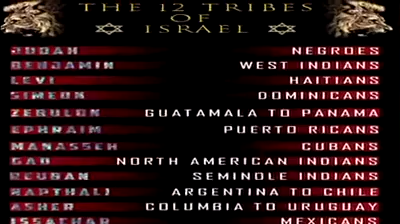 THE 12 TRIBES
OF
ISRAEL
JUDAH NEGROES
BENJAMIN WEST INDIANS
LEVI HAITIANS
SIMEON DOMINICANS
ZEBULON GUATAMALA TO PANAMA
EPHRAIM PUERTO RICANS
MANASSEH CUBANS
GAD NORTH AMERICAN INDIANS
REUBAN SEMINOLE INDIANS
NAPTHALI ARGENTINA TO CHILE
ASHER COLUMBIA TO URUGUAY
ISSACHAR MEXICANS